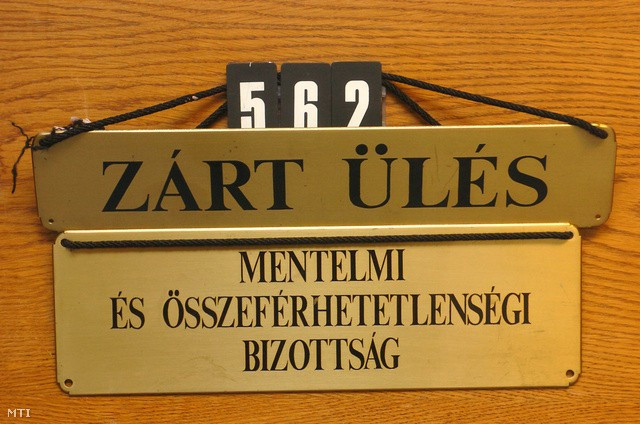 562
ZÁRT ÜLÉS
MENTELMI
ÉS ÖSSZEFÉRHETETLENSÉGI
BIZOTTSÁG
MTI